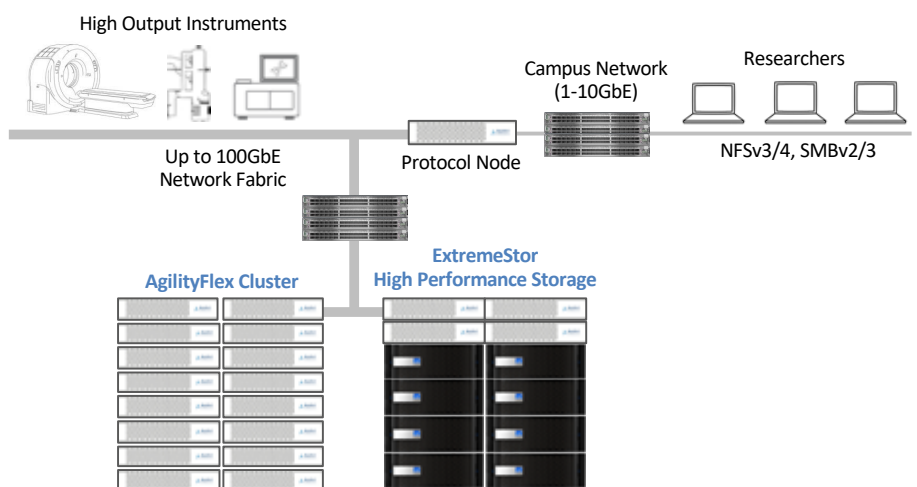 High Output Instruments
Campus Network
(1-10GbE)
Researchers
Up to 100GbE
Network Fabric
Protocol Node
NFSv3/4, SMBv2/3
AgilityFlex Cluster
ExtremeStor
High Performance Storage